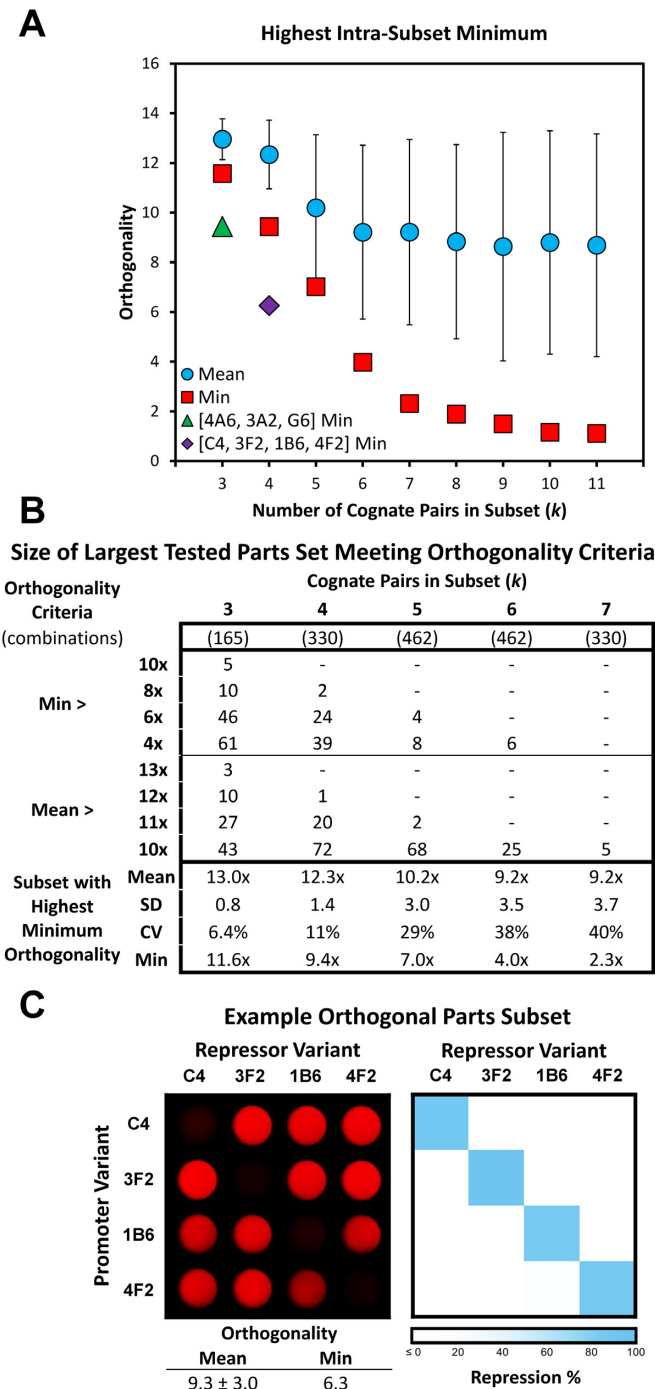 A
Highest Intra-Subset Minimum
16
14
12
10
8
6
4
2
0
Orthogonality
Mean
Min
[4A6, 3A2, G6] Min
[C4, 3F2, 1B6, 4F2] Min
3 4 5 6 7 8 9 10 11
Number of Cognate Pairs in Subset (k)
B
Size of Largest Tested Parts Set Meeting Orthogonality Criteria
Orthogonality Criteria
(combinations)
Cognate Pairs in Subset (k)
3 4 5 6 7
(165) (330) (462) (462) (330)
Min >
10x 5 - - - -
8x 10 2 - - -
6x 46 24 4 - -
4x 61 39 8 6 -
Mean >
13x 3 - - - -
12x 10 1 - - -
11x 27 20 2 - -
10x 43 72 68 25 5
Subset with
Highest
Minimum
Orthogonality
Mean 13.0x 12.3x 10.2x 9.2x 9.2x
SD 0.8 1.4 3.0 3.5 3.7
CV 6.4% 11% 29% 38% 40%
Min 11.6x 9.4x 7.0x 4.0x 2.3x
C
Example Orthogonal Parts Subset
Repressor Variant
C4 3F2 1B6 4F2
Promoter Variant
C4
3F2
1B6
4F2
Orthogonality
Mean Min
9.3 ± 3.0 6.3
Repressor Variant
C4 3F2 1B6 4F2
≤ 0 20 40 60 80 100
Repression %